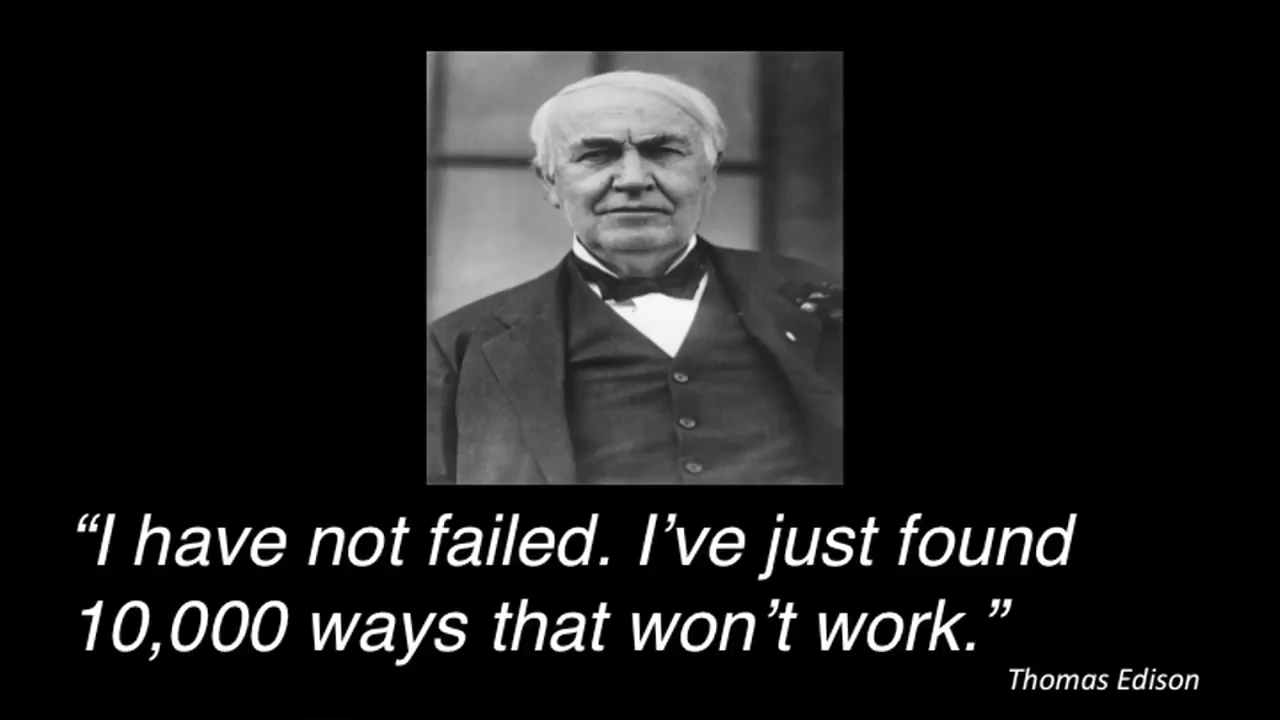 “I have not failed. I’ve just found
10,000 ways that won’t work.”
Thomas Edison